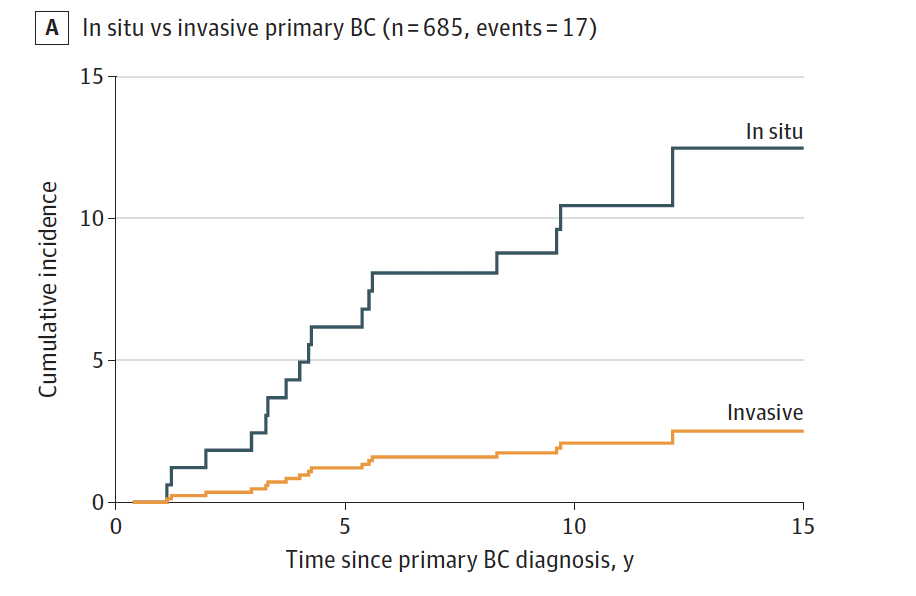 A In situ vs invasive primary BC (n = 685, events = 17)
15
In situ
10
Cumulative incidence
5
Invasive
0
0 5 10 15
Time since primary BC diagnosis, y